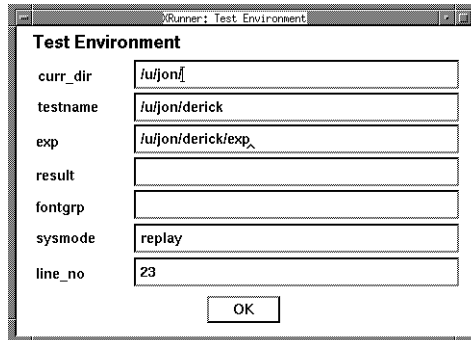 XRunner: Test Environment
Test Environment
curr_dir /u/jon/
testname /u/jon/derick
exp /u/jon/derick/exp
result
fontgrp
sysmode replay
line_no 23
OK